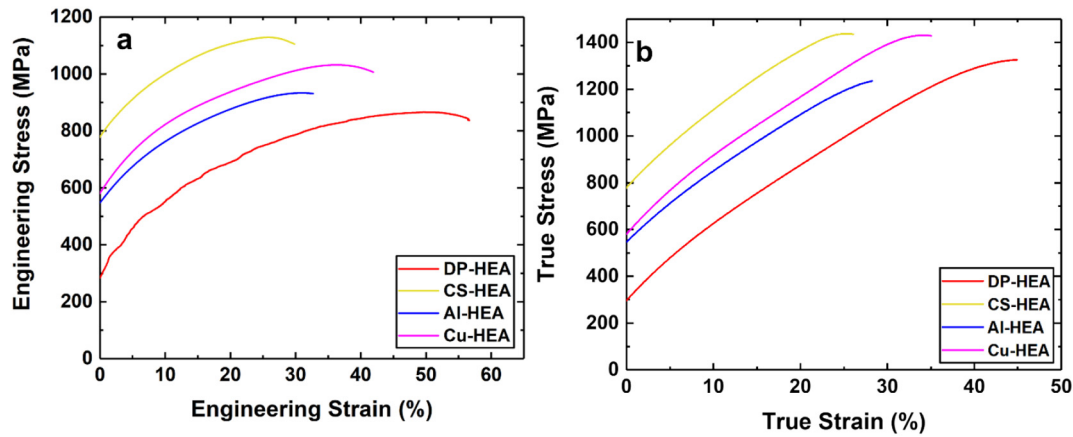 a
Engineering Stress (MPa)
1200
1000
800
600
400
200
0
0 10 20 30 40 50 60
Engineering Strain (%)
DP-HEA
CS-HEA
Al-HEA
Cu-HEA
b
True Stress (MPa)
1400
1200
1000
800
600
400
200
0
0 10 20 30 40 50
True Strain (%)
DP-HEA
CS-HEA
Al-HEA
Cu-HEA